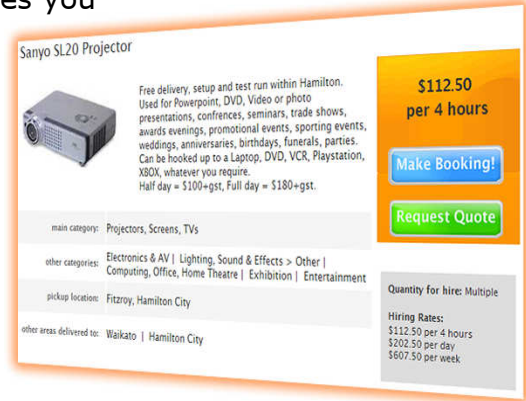 es you
Sanyo SL20 Projector
Free delivery, setup and test run within Hamilton.
Used for Powerpoint, DVD, Video or photo
presentations, confrences, seminars, trade shows,
awards evenings, promotional events, sporting events,
weddings, anniversaries, birthdays, funerals, parties.
Can be hooked up to a Laptop, DVD, VCR, Playstation,
XBOX, whatever you require.
Half day = $100+gst, Full day = $180+gst.
main category: Projectors, Screens, TVs
other categories: Electronics & AV | Lighting, Sound & Effects > Other |
Computing, Office, Home Theatre | Exhibition | Entertainment
pickup location: Fitzroy, Hamilton City
other areas delivered to: Waikato | Hamilton City
$112.50
per 4 hours
Make Booking!
Request Quote
Quantity for hire: Multiple
Hiring Rates:
$112.50 per 4 hours
$202.50 per day
$607.50 per week